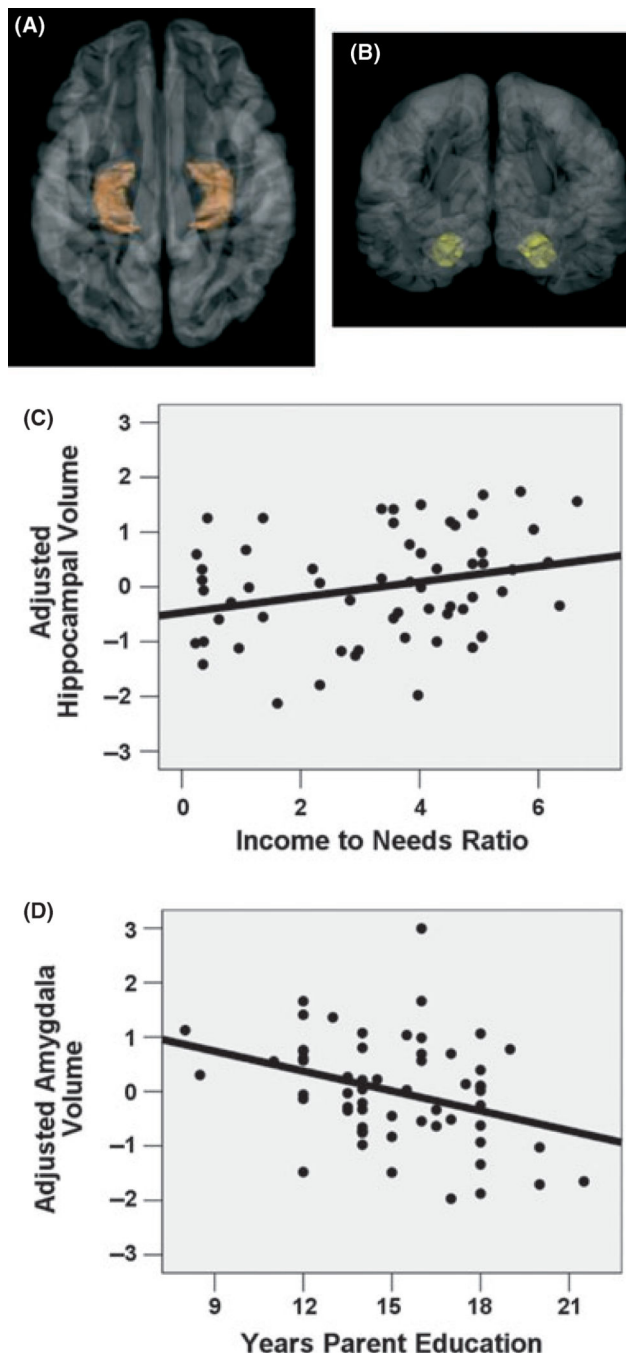 (A)
(B)
(C)
Adjusted
Hippocampal Volume
3
2
1
0
–1
–2
–3
0 2 4 6
Income to Needs Ratio
(D)
Adjusted Amygdala
Volume
3
2
1
0
–1
–2
–3
9 12 15 18 21
Years Parent Education